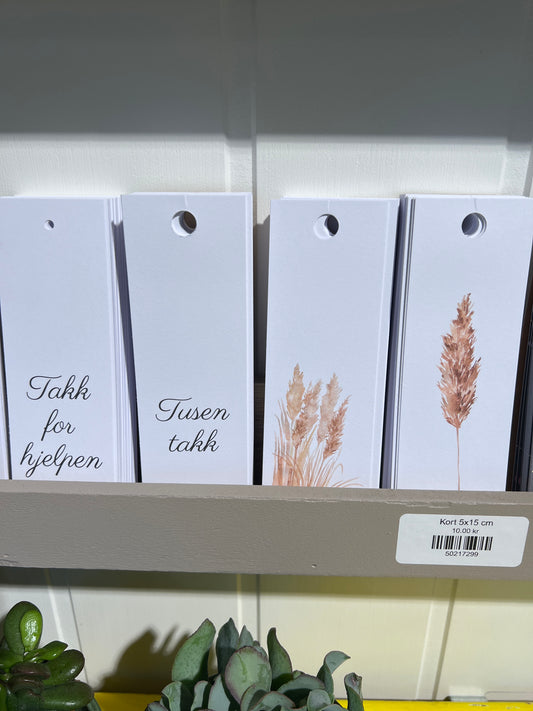 Takk
for
hjelpen
Tusen
takk
Kort 5x15 cm
10.00 kr
50217299